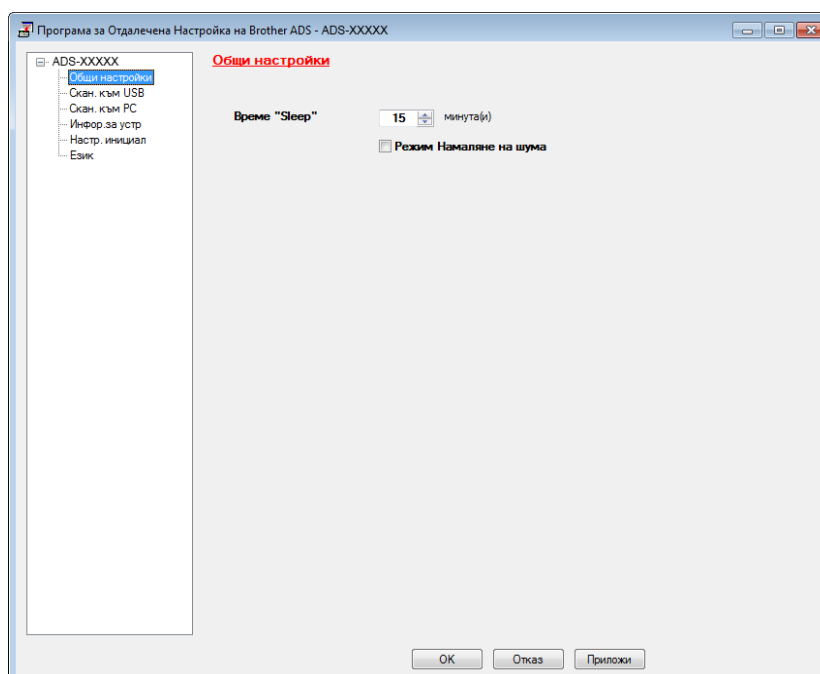 Програма за Отдалечена Настройка на Brother ADS - ADS-XXXXX
ADS-XXXXX
Общи настройки
Скан. към USB
Скан. към PC
Инфор.за устр
Настр. инициал
Език
Общи настройки
Време "Sleep" 15 минута(и)
Режим Намаляне на шума
OK Отказ Приложи